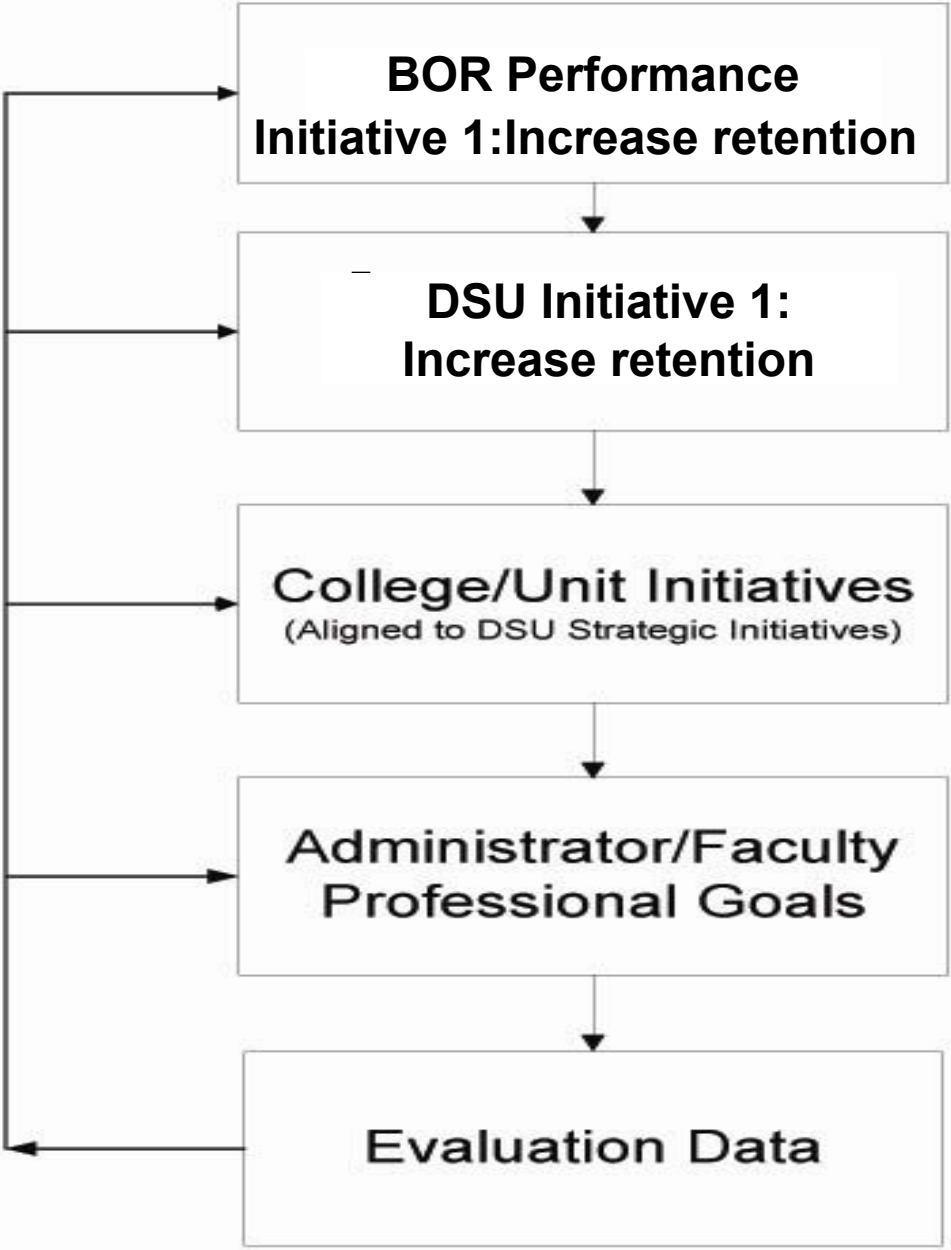 BOR Performance
Initiative 1:Increase retention
DSU Initiative 1:
Increase retention
College/Unit Initiatives
(Aligned to DSU Strategic Initiatives)
Administrator/Faculty
Professional Goals
Evaluation Data